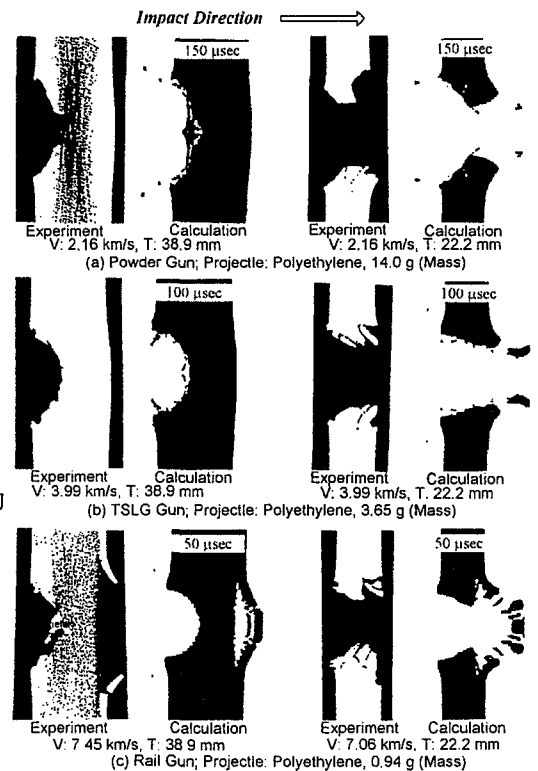 Impact Direction
150 μsec 150 μsec
Experiment Calculation Experiment Calculation
V: 2.16 km/s, T: 38.9 mm V: 2.16 km/s, T: 22.2 mm
(a) Powder Gun; Projectle: Polyethylene, 14.0 g (Mass)
100 μsec 100 μsec
Experiment Calculation Experiment Calculation
V: 3.99 km/s, T: 38.9 mm V: 3.99 km/s, T. 22.2 mm
(b) TSLG Gun; Projectle: Polyethylene, 3.65 g (Mass)
50 μsec 50 μsec
Experiment Calculation Experiment Calculation
V: 7 45 km/s, T: 38 9 mm V: 7.06 km/s, T: 22.2 mm
(c) Rail Gun; Projectle: Polyethylene, 0.94 g (Mass)